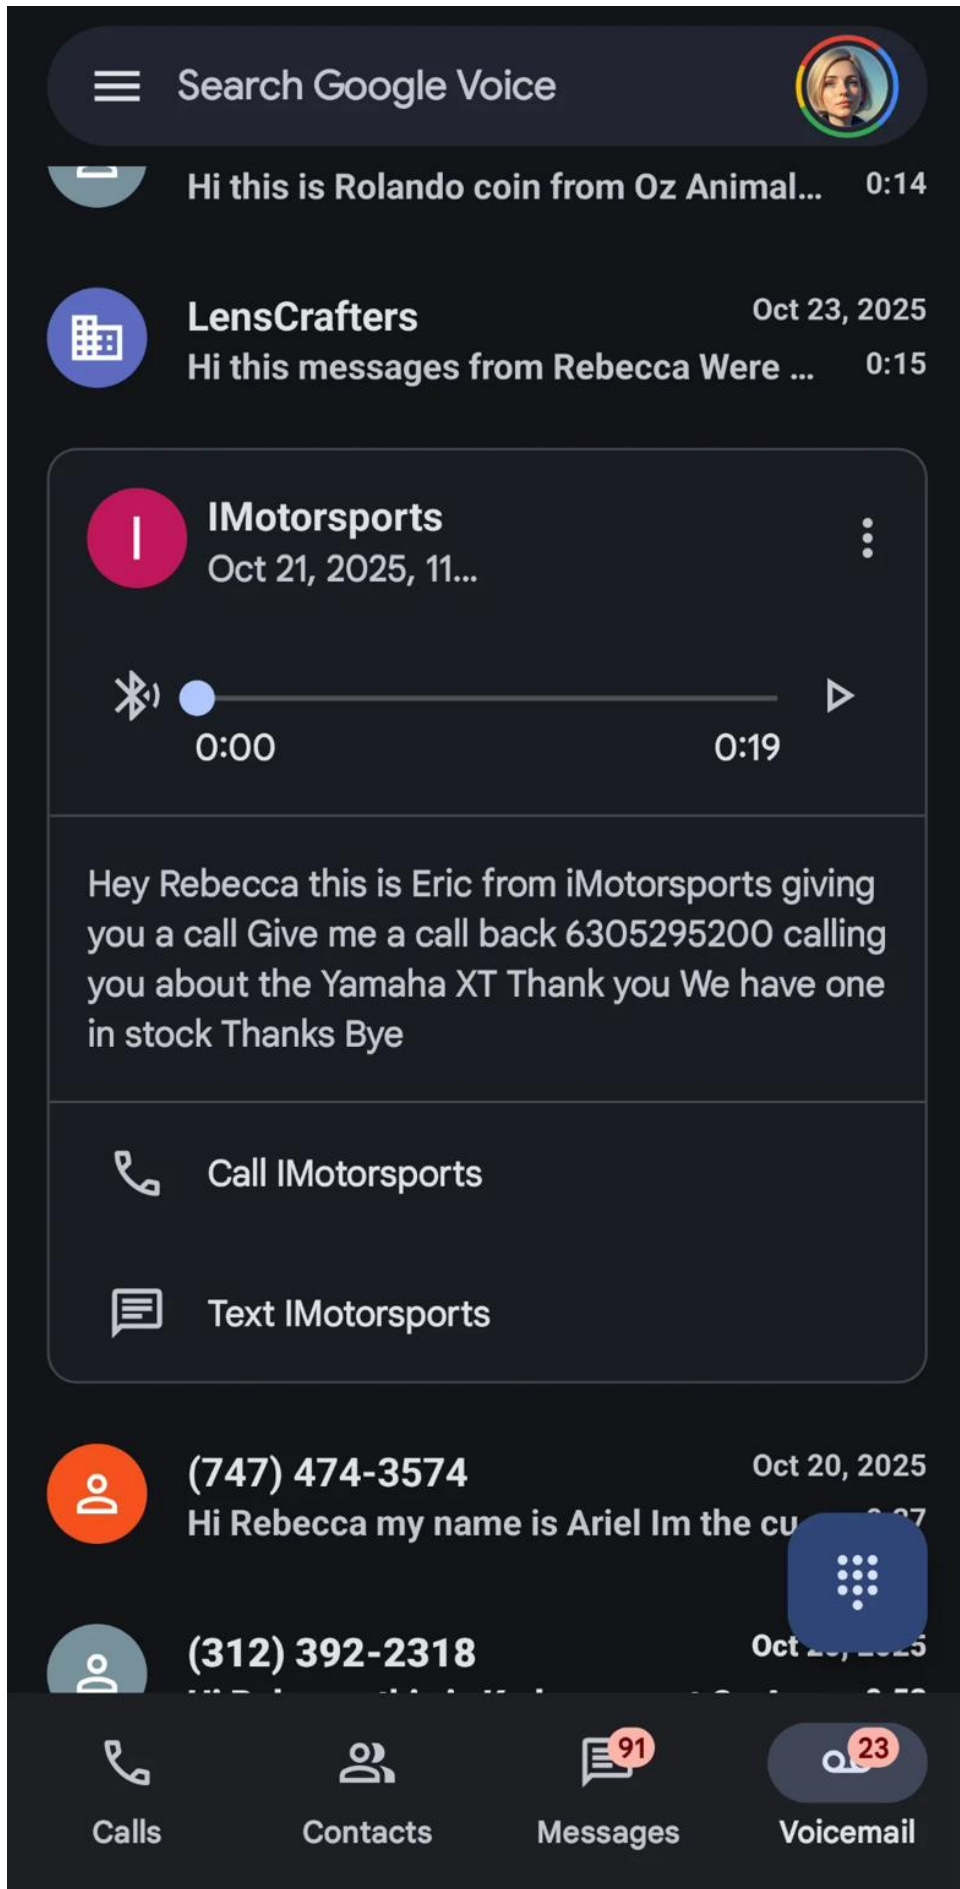 Search Google Voice
Hi this is Rolando coin from Oz Animal... 0:14
LensCrafters Oct 23, 2025
Hi this messages from Rebecca Were ... 0:15
I
IMotorsports
Oct 21, 2025, 11...
0:00 0:19
Hey Rebecca this is Eric from iMotorsports giving
you a call Give me a call back 6305295200 calling
you about the Yamaha XT Thank you We have one
in stock Thanks Bye
Call IMotorsports
Text IMotorsports
(747) 474-3574 Oct 20, 2025
Hi Rebecca my name is Ariel Im the cu
(312) 392-2318 Oct
91 23
Calls Contacts Messages Voicemail